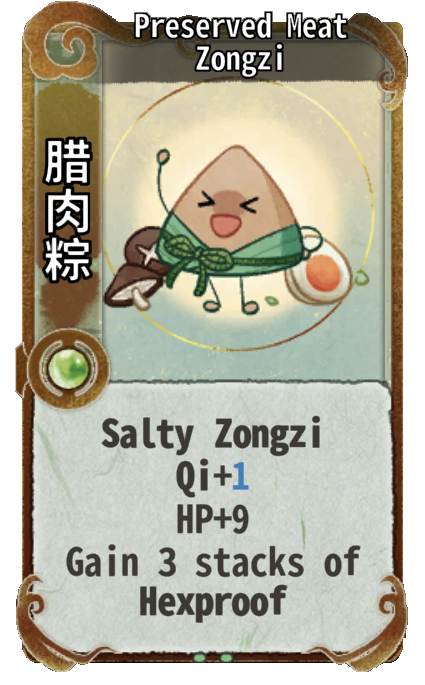 Preserved Meat
Zongzi
腊肉粽
Salty Zongzi
Qi+1
HP+9
Gain 3 stacks of
Hexproof